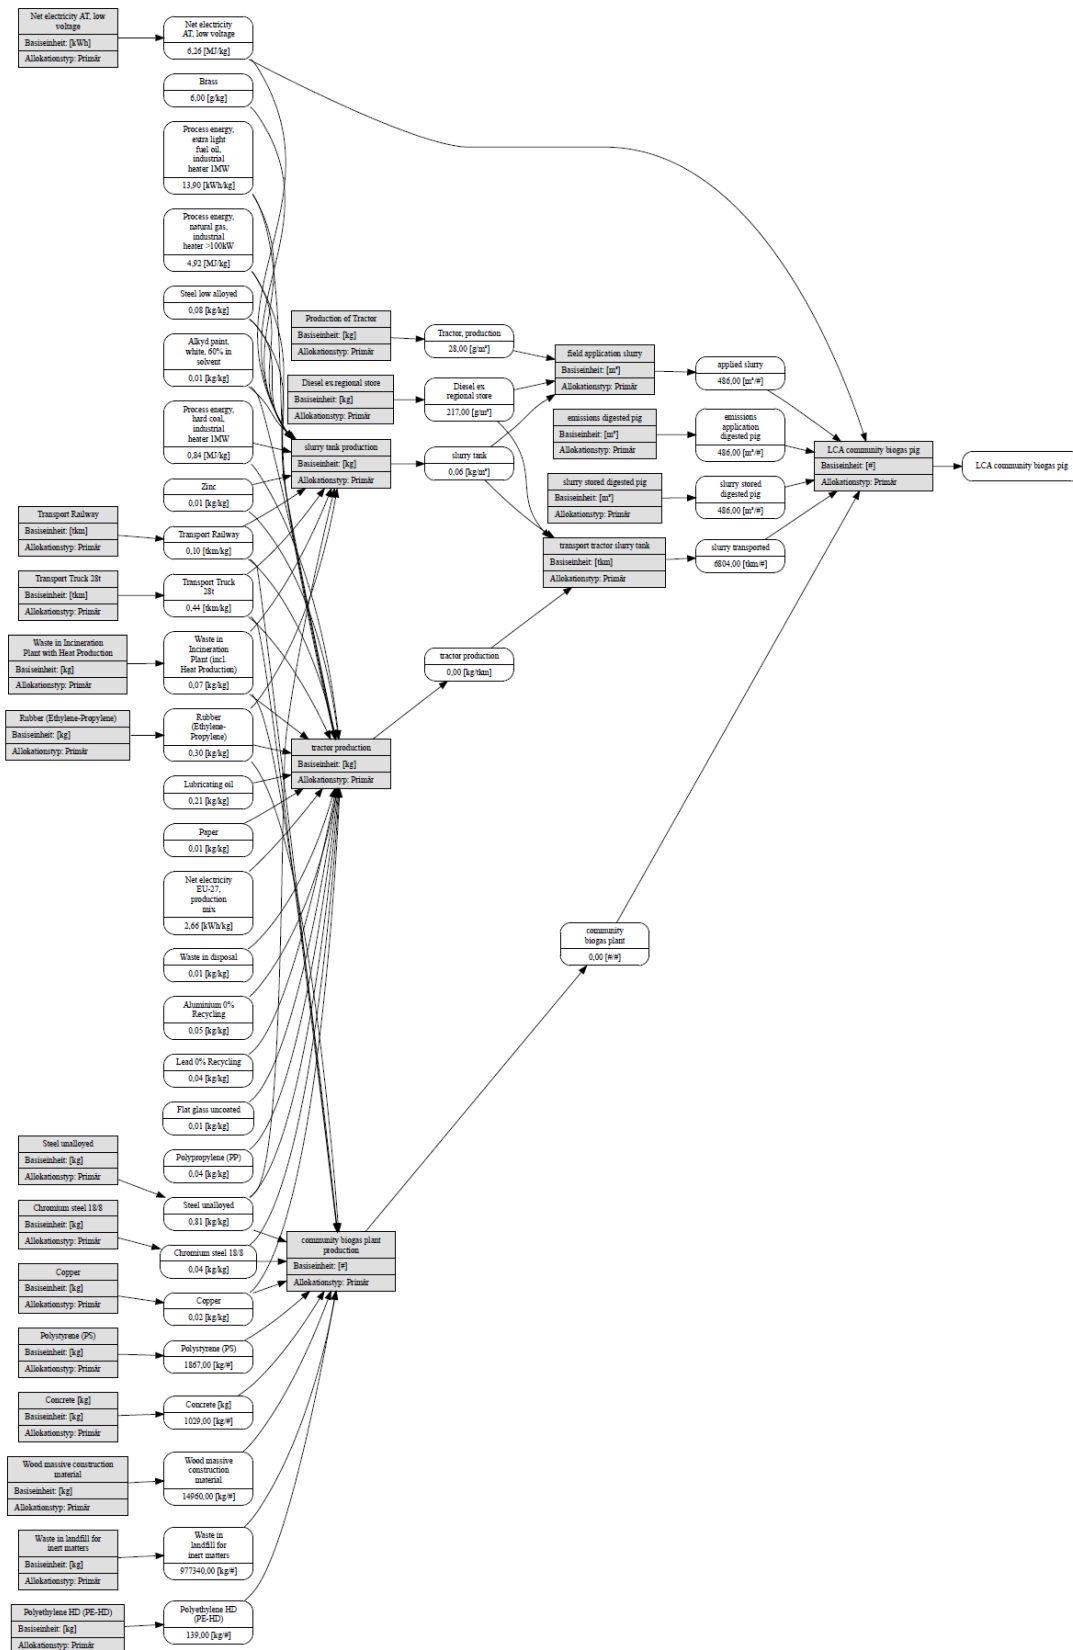 Net electricity AT, low
voltage
Basiseinheit: [kWh]
Allokationstyp: Primär
Net electricity
AT, low voltage
6,26 [MJ/kg]
Brass
6,00 [g/kg]
Process energy,
extra light
fuel oil,
industrial
heater 1MW
13,90 [kWh/kg]
Process energy,
natural gas,
industrial
heater >100kW
4,92 [MJ/kg]
Steel low alloyed
0,08 [kg/kg]
Alkyd paint,
white, 60% in
solvent
0,01 [kg/kg]
Process energy,
hard coal,
industrial
heater 1MW
0,84 [MJ/kg]
Zinc
0,01 [kg/kg]
Transport Railway
Basiseinheit: [tkm]
Allokationstyp: Primär
Transport Railway
0,10 [tkm/kg]
Transport Truck 28t
Basiseinheit: [tkm]
Allokationstyp: Primär
Transport Truck
28t
0,44 [tkm/kg]
Waste in Incineration
Plant with Heat Production
Basiseinheit: [kg]
Allokationstyp: Primär
Waste in
Incineration
Plant (incl.
Heat Production)
0,07 [kg/kg]
Rubber (Ethylene-Propylene)
Basiseinheit: [kg]
Allokationstyp: Primär
Rubber
(Ethylene-
Propylene)
0,30 [kg/kg]
Lubricating oil
0,21 [kg/kg]
Paper
0,01 [kg/kg]
Net electricity
EU-27,
production
mix
2,66 [kWh/kg]
Waste in disposal
0,01 [kg/kg]
Aluminium 0%
Recycling
0,05 [kg/kg]
Lead 0% Recycling
0,04 [kg/kg]
Flat glass uncoated
0,01 [kg/kg]
Polypropylene (PP)
0,04 [kg/kg]
Steel unalloyed
Basiseinheit: [kg]
Allokationstyp: Primär
Steel unalloyed
0,81 [kg/kg]
Chromium steel 18/8
Basiseinheit: [kg]
Allokationstyp: Primär
Chromium steel 18/8
0,04 [kg/kg]
Copper
Basiseinheit: [kg]
Allokationstyp: Primär
Copper
0,02 [kg/kg]
Polystyrene (PS)
Basiseinheit: [kg]
Allokationstyp: Primär
Polystyrene (PS)
1867,00 [kg/#]
Concrete [kg]
Basiseinheit: [kg]
Allokationstyp: Primär
Concrete [kg]
1029,00 [kg/#]
Wood massive construction
material
Basiseinheit: [kg]
Allokationstyp: Primär
Wood massive
construction
material
14960,00 [kg/#]
Waste in landfill for
inert matters
Basiseinheit: [kg]
Allokationstyp: Primär
Waste in
landfill for
inert matters
977340,00 [kg/#]
Polyethylene HD (PE-HD)
Basiseinheit: [kg]
Allokationstyp: Primär
Polyethylene HD
(PE-HD)
139,00 [kg/#]
Production of Tractor
Basiseinheit: [kg]
Allokationstyp: Primär
Tractor, production
28,00 [g/m³]
Diesel ex regional store
Basiseinheit: [kg]
Allokationstyp: Primär
Diesel ex
regional store
217,00 [g/m³]
slurry tank production
Basiseinheit: [kg]
Allokationstyp: Primär
slurry tank
0,06 [kg/m³]
tractor production
Basiseinheit: [kg]
Allokationstyp: Primär
tractor production
0,00 [kg/tkm]
community biogas plant
production
Basiseinheit: [#]
Allokationstyp: Primär
community
biogas plant
0,00 [#/#]
field application slurry
Basiseinheit: [m³]
Allokationstyp: Primär
applied slurry
486,00 [m³/#]
emissions digested pig
Basiseinheit: [m³]
Allokationstyp: Primär
emissions
application
digested pig
486,00 [m³/#]
slurry stored digested pig
Basiseinheit: [m³]
Allokationstyp: Primär
slurry stored
digested pig
486,00 [m³/#]
transport tractor slurry tank
Basiseinheit: [tkm]
Allokationstyp: Primär
slurry transported
6804,00 [tkm/#]
LCA community biogas pig
Basiseinheit: [#]
Allokationstyp: Primär
LCA community biogas pig